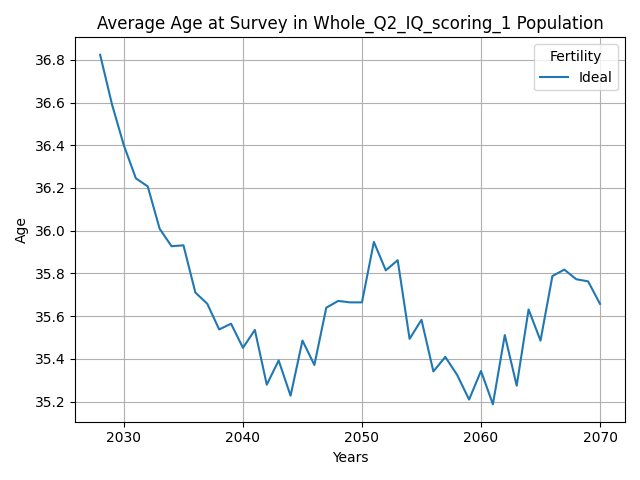 Average Age at Survey in Whole_Q2_IQ_scoring_1 Population
Fertility
Ideal
36.8
36.6
36.4
36.2
36.0
35.8
35.6
35.4
35.2
Age
2030 2040 2050 2060 2070
Years